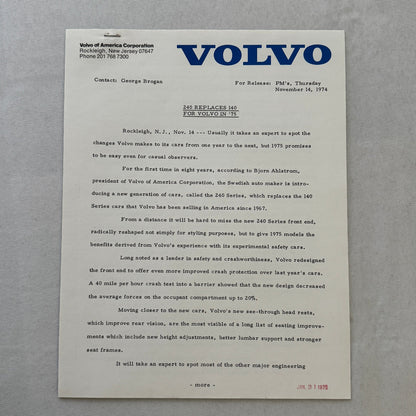 Volvo of America Corporation
Rockleigh, New Jersey 07647
Phone 201 768 7300
VOLVO
Contact: George Brogan
For Release: PM's, Thursday
November 14, 1974
240 REPLACES 140
FOR VOLVO IN '75
Rockleigh, N.J., Nov. 14 --- Usually it takes an expert to spot the
changes Volvo makes to its cars from one year to the next, but 1975 promises
to be easy even for casual observers.
For the first time in eight years, according to Bjorn Ahlstrom,
president of Volvo of America Corporation, the Swedish auto maker is intro-
ducing a new generation of cars, called the 240 Series, which replaces the 140
Series cars that Volvo has been selling in America since 1967.
From a distance it will be hard to miss the new 240 Series front end,
radically reshaped not simply for styling purposes, but to give 1975 models the
benefits derived from Volvo's experience with its experimental safety cars.
Long noted as a leader in safety and crashworthiness, Volvo redesigned
the front end to offer even more improved crash protection over last year's cars.
A 40 mile per hour crash test into a barrier showed that the new design decreased
the average forces on the occupant compartment up to 20%.
Moving closer to the new cars, Volvo's new see-through head rests,
which improve rear vision, are the most visible of a long list of seating improve-
ments which include new height adjustments, better lumbar support and stronger
seat frames.
It will take an expert to spot most of the other major engineering
- more -
JAN 31 1975